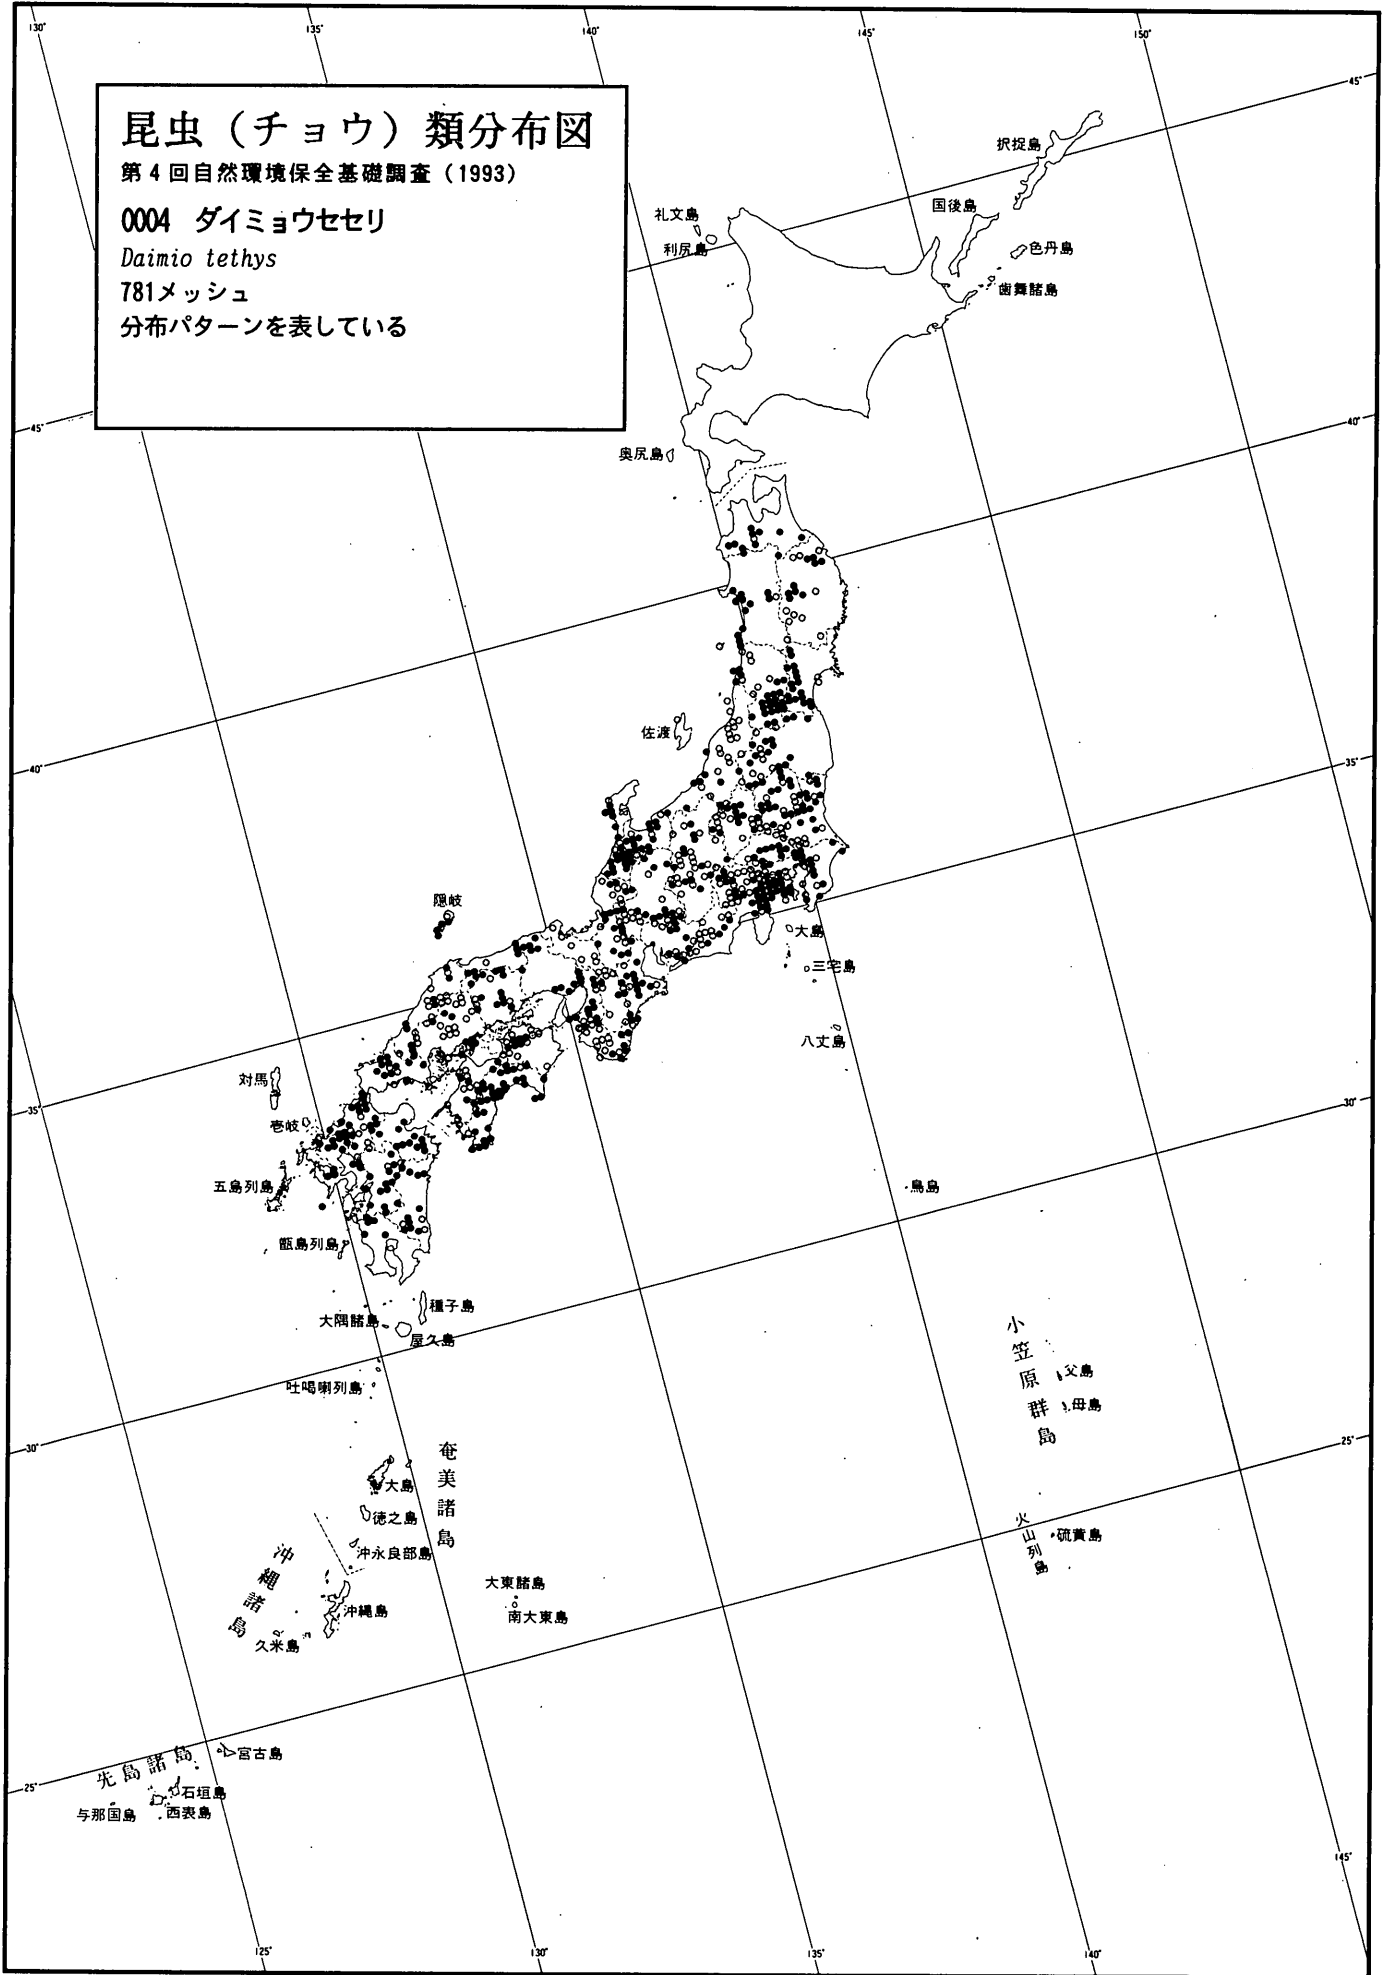 昆虫（チョウ）類分布図
第4回自然環境保全基礎調査（1993）
0004 ダイミョウセセリ
Daimio tethys
781メッシュ
分布パターンを表している
130°
135°
140°
145°
150°
45°
択捉島
国後島
礼文島
利尻島
色丹島
歯舞諸島
45°
40°
奥尻島
佐渡
40°
35°
隠岐
大島
三宅島
八丈島
対馬
35°
壱岐
30°
五島列島
鳥島
甑島列島
種子島
大隅諸島
屋久島
小笠原群島
父島
吐噶喇列島
母島
30°
25°
奄美諸島
大島
徳之島
火山列島
硫黄島
沖永良部島
沖縄諸島
大東諸島
沖縄島
南大東島
久米島
先島諸島
宮古島
25°
石垣島
与那国島
西表島
145°
125°
130°
135°
140°